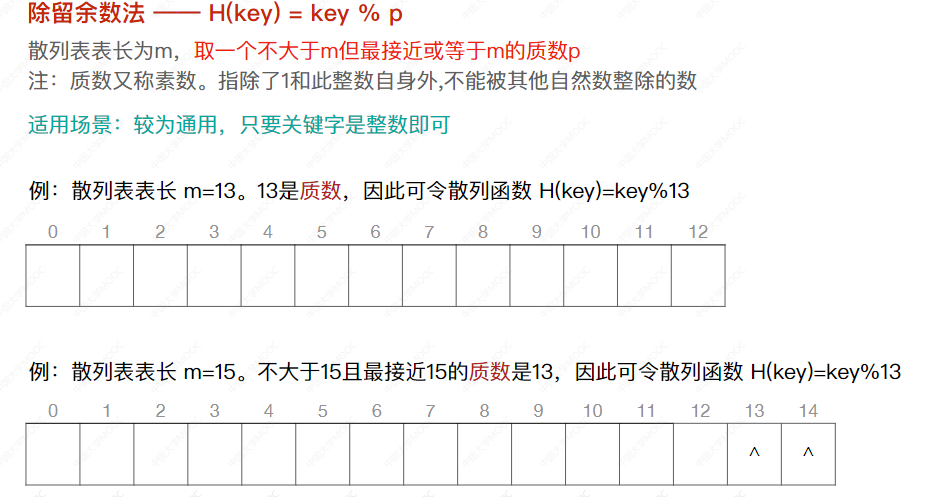 除留余数法 —— H(key) = key % p
散列表表长为m，取一个不大于m但最接近或等于m的质数p
注：质数又称素数。指除了1和此整数自身外,不能被其他自然数整除的数
适用场景：较为通用，只要关键字是整数即可
例：散列表表长 m=13。13是质数，因此可令散列函数 H(key)=key%13
0 1 2 3 4 5 6 7 8 9 10 11 12
例：散列表表长 m=15。不大于15且最接近15的质数是13，因此可令散列函数 H(key)=key%13
0 1 2 3 4 5 6 7 8 9 10 11 12 13 14
^ ^